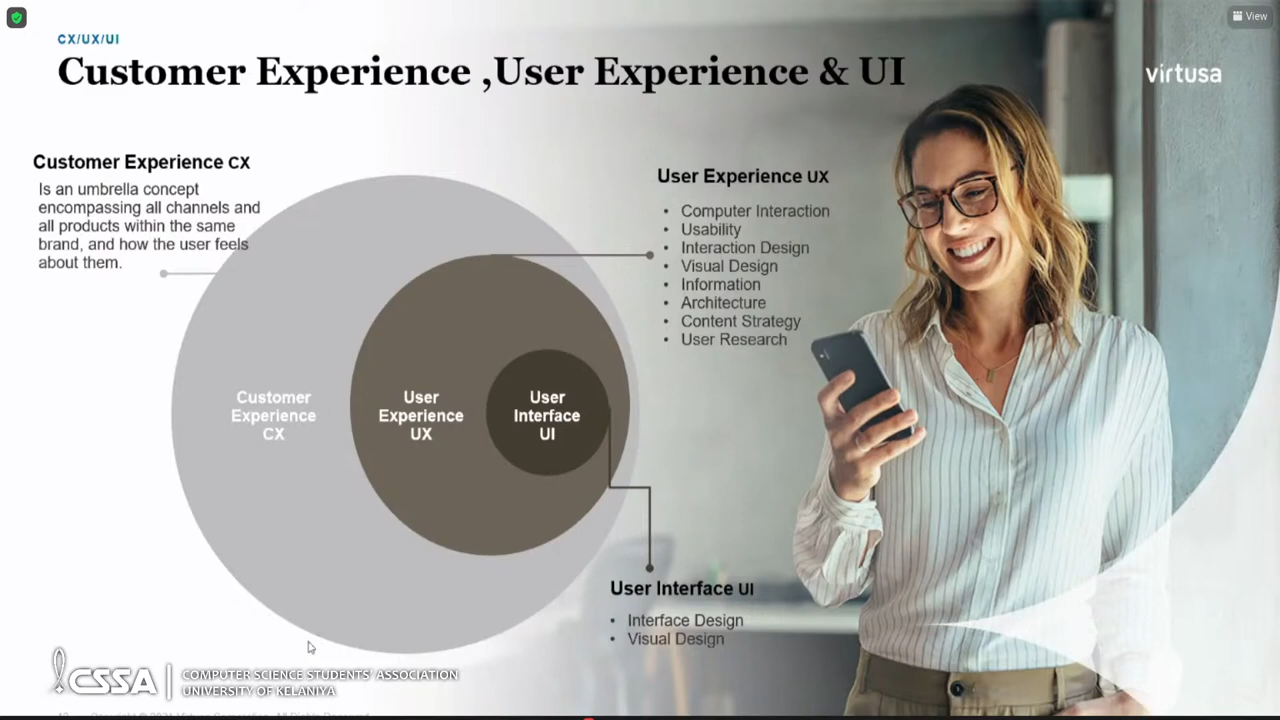 View
CX/UX/UI
Customer Experience ,User Experience & UI
virtusa
Customer Experience CX
Is an umbrella concept
encompassing all channels and
all products within the same
brand, and how the user feels
about them.
User Experience UX
• Computer Interaction
• Usability
• Interaction Design
• Visual Design
• Information
• Architecture
• Content Strategy
• User Research
Customer
Experience
CX
User
Experience
UX
User
Interface
UI
User Interface UI
• Interface Design
• Visual Design
CSSA
COMPUTER SCIENCE STUDENTS' ASSOCIATION
UNIVERSITY OF KELANIYA